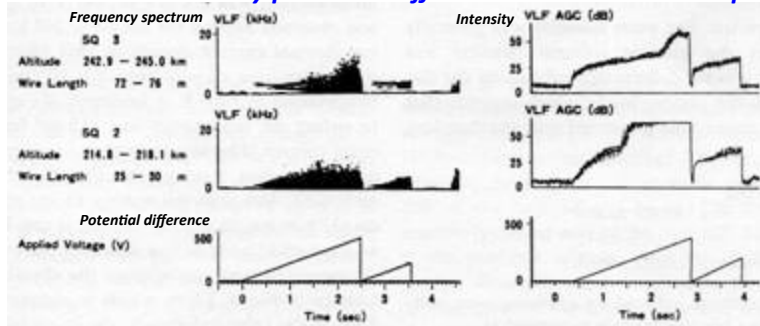 Frequency spectrum
VLF (kHz)
Intensity
VLF AGC (dB)
SQ 3
Altitude 242.9 – 245.0 km
Wire Length 72 – 76 m
20
10
0
50
25
0
VLF (kHz)
VLF AGC (dB)
SQ 2
Altitude 214.8 – 218.1 km
Wire Length 25 – 30 m
20
10
0
50
25
0
Potential difference
Applied Voltage (V)
500
0
500
0
0 1 2 3 4
0 1 2 3 4
Time (sec)
Time (sec)